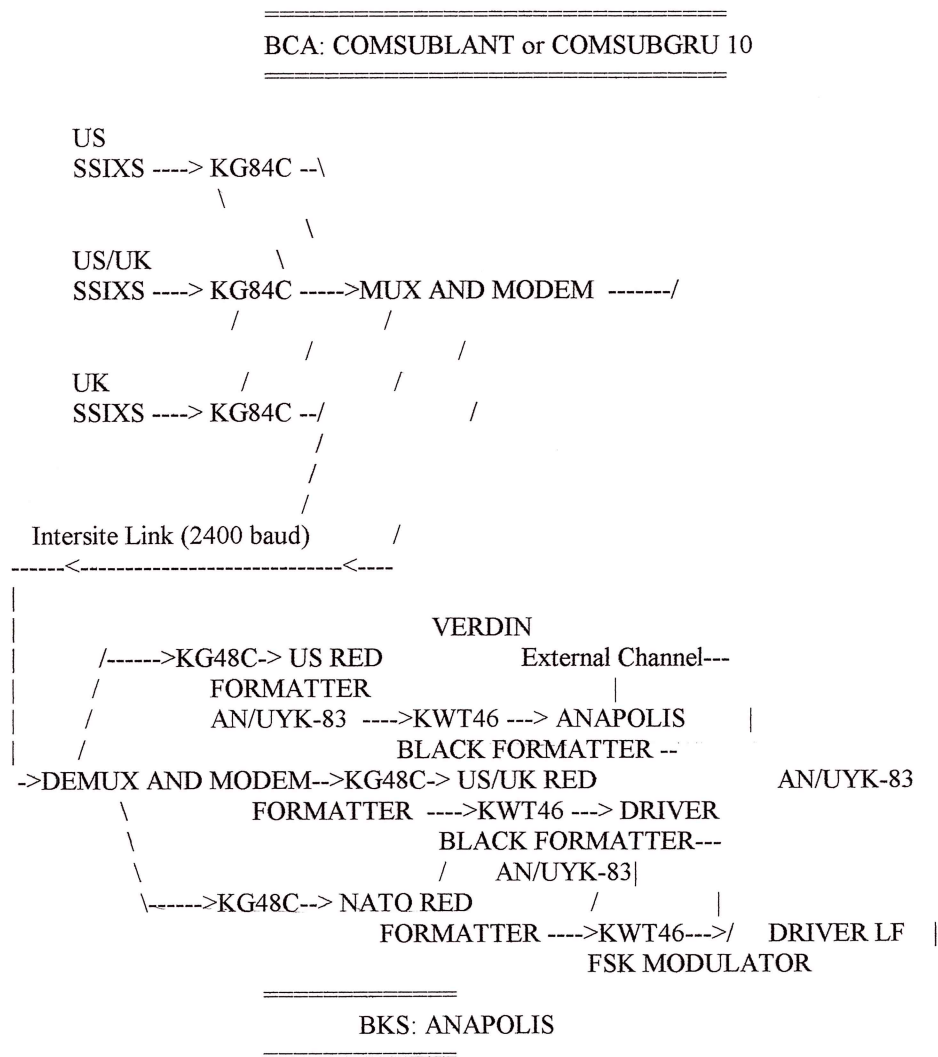 BCA: COMSUBLANT or COMSUBGRU 10
US
SSIXS ----> KG84C --\
\
\
US/UK \
SSIXS ----> KG84C ----->MUX AND MODEM -------/
/ /
/ /
UK / /
SSIXS ----> KG84C --/ /
/
/
/
Intersite Link (2400 baud) /
------<----------------------------<----
|
| VERDIN
| /------>KG48C-> US RED External Channel---
| / FORMATTER |
| / AN/UYK-83 ---->KWT46 ---> ANAPOLIS |
| / BLACK FORMATTER --
->DEMUX AND MODEM-->KG48C-> US/UK RED AN/UYK-83
\ FORMATTER ---->KWT46 ---> DRIVER
\ BLACK FORMATTER---
\ / AN/UYK-83|
\------>KG48C--> NATO RED / |
FORMATTER ---->KWT46--->/ DRIVER LF |
FSK MODULATOR
BKS: ANAPOLIS